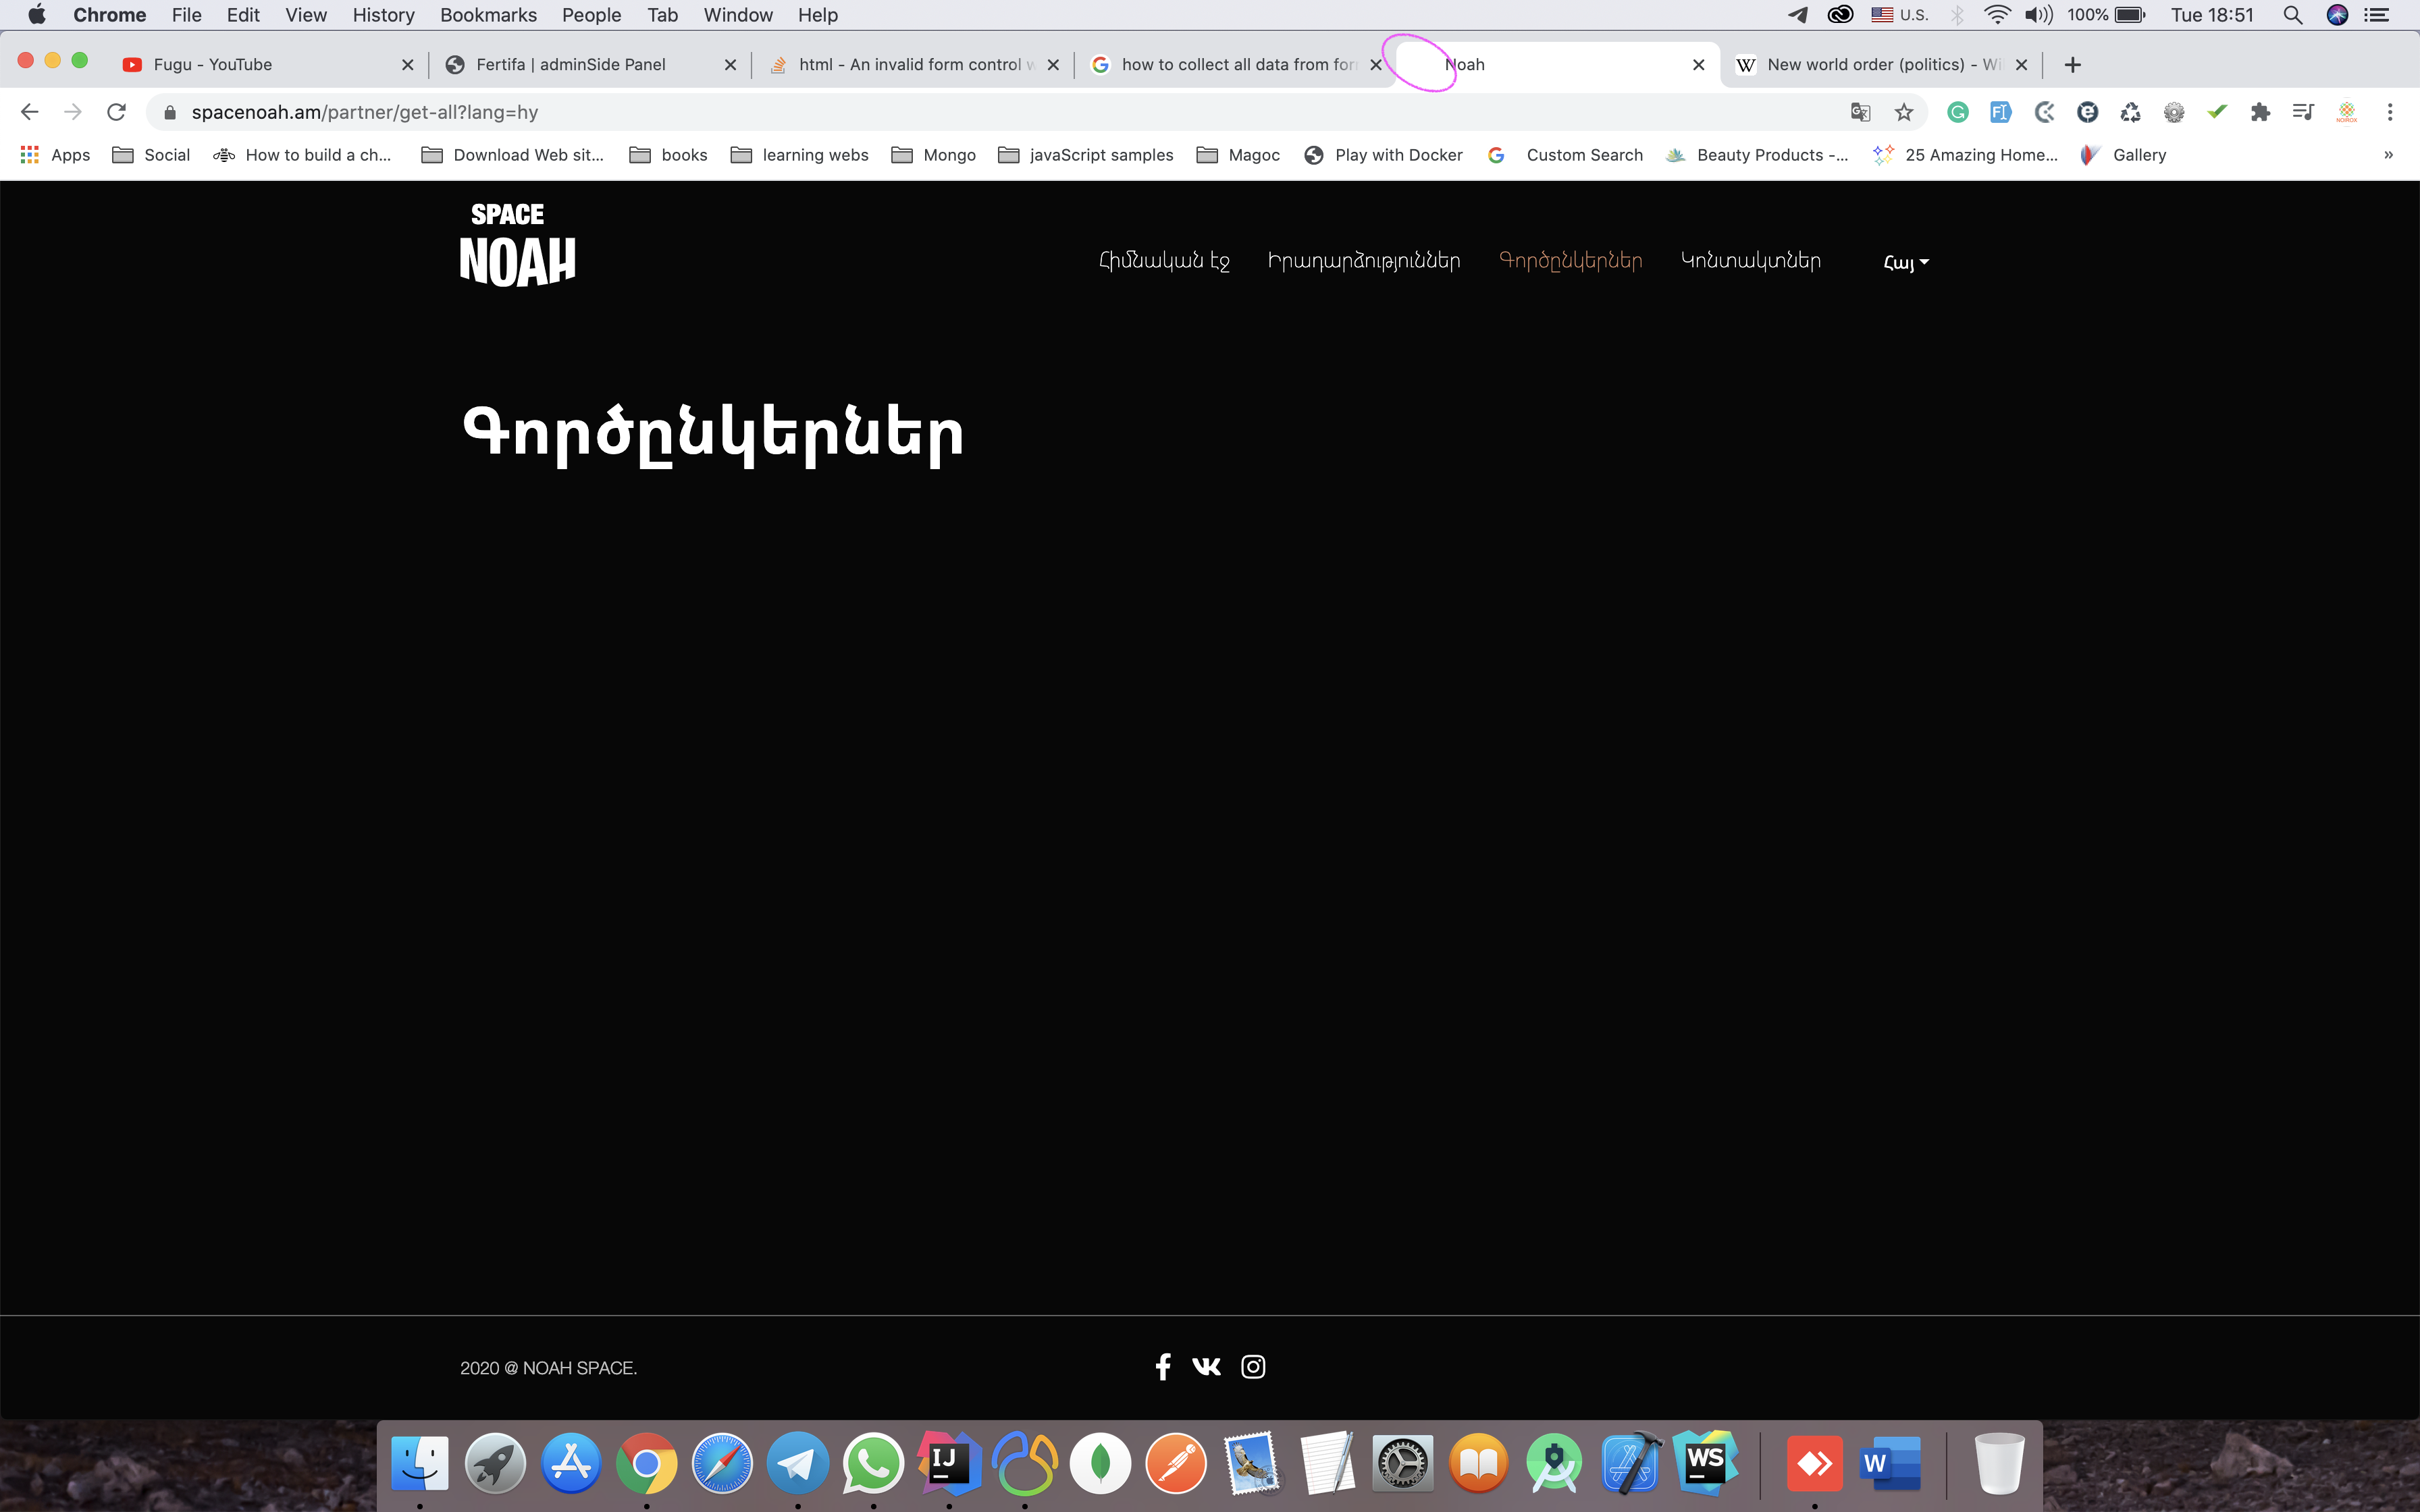 Chrome File Edit View History Bookmarks People Tab Window Help U.S. 100% Tue 18:51
Fugu - YouTube Fertifa | adminSide Panel html - An invalid form control how to collect all data from for Noah W New world order (politics) - Wi
spacenoah.am/partner/get-all?lang=hy
Apps Social How to build a ch... Download Web sit... books learning webs Mongo javaScript samples Magoc Play with Docker Custom Search Beauty Products -... 25 Amazing Home... Gallery »
SPACE
NOAH
Հիմնական էջ Իրադարձություններ Գործընկերներ Կոնտակտներ Հայ
Գործընկերներ
2020 @ NOAH SPACE.
IJ WS W